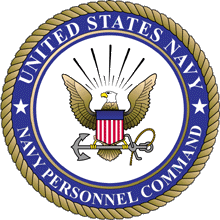 UNITED STATES NAVY
NAVY PERSONNEL COMMAND